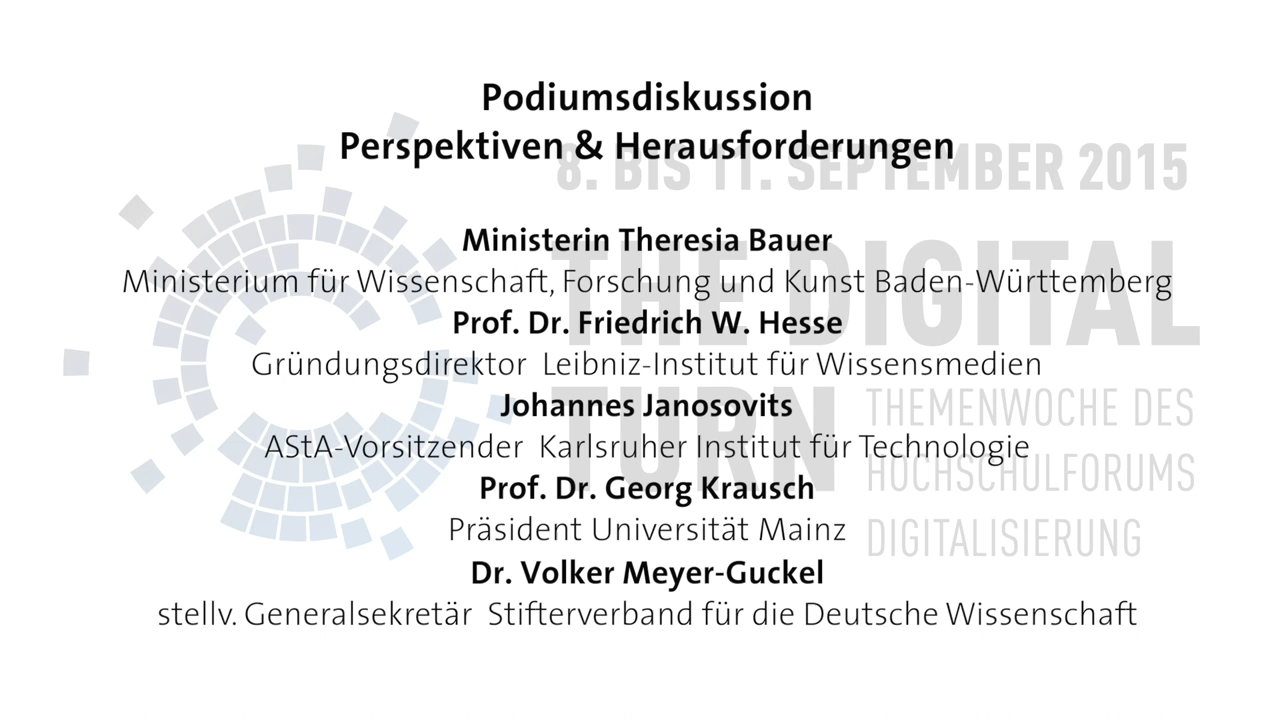 Podiumsdiskussion
Perspektiven & Herausforderungen
8. BIS 11. SEPTEMBER 2015
Ministerin Theresia Bauer
THE DIGITAL
Ministerium für Wissenschaft, Forschung und Kunst Baden-Württemberg
Prof. Dr. Friedrich W. Hesse
Gründungsdirektor Leibniz-Institut für Wissensmedien
Johannes Janosovits
TURN
THEMENWOCHE DES
AStA-Vorsitzender Karlsruher Institut für Technologie
HOCHSCHULFORUMS
Prof. Dr. Georg Krausch
Präsident Universität Mainz
DIGITALISIERUNG
Dr. Volker Meyer-Guckel
stellv. Generalsekretär Stifterverband für die Deutsche Wissenschaft